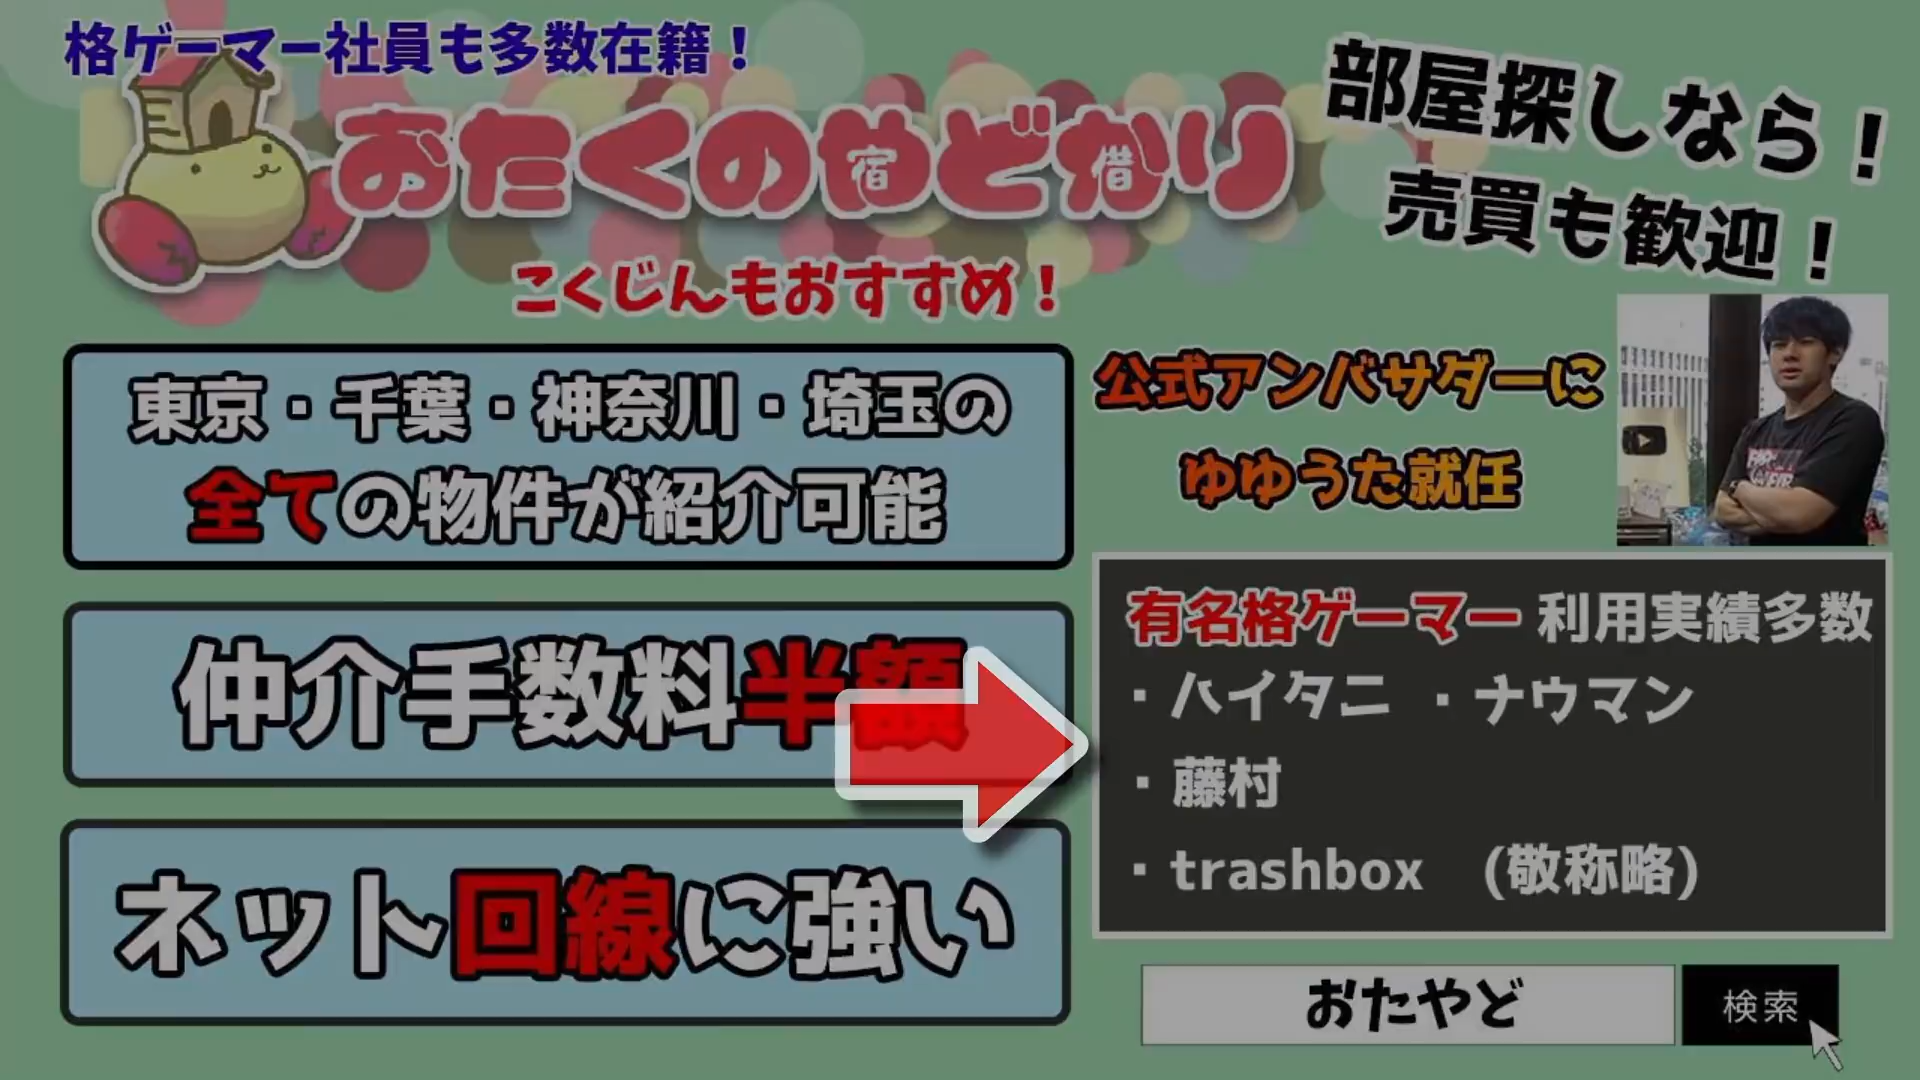 格ゲーマー社員も多数在籍！
おたくのやどかり
宿
借
こくじんもおすすめ！
部屋探しなら！
売買も歓迎！
東京・千葉・神奈川・埼玉の
全ての物件が紹介可能
仲介手数料半額
ネット回線に強い
公式アンバサダーに
ゆゆうた就任
有名格ゲーマー 利用実績多数
・ハイタニ ・ナウマン
・藤村
・trashbox (敬称略)
おたやど
検索